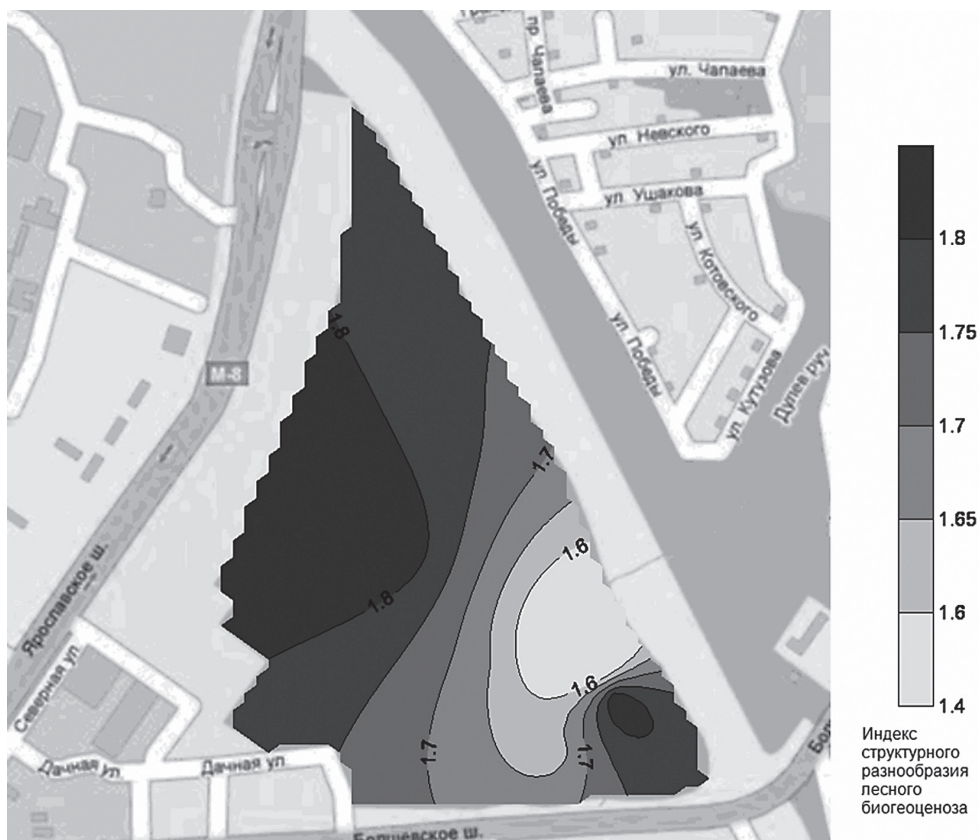 пр. Чапаева
ул. Чапаева
ул. Невского
ул. Победы
ул. Ушакова
ул. Котовского
ул. Победы
ул. Кутузова
Дулев руч.
М-8
Ярославское ш.
Северная ул.
Дачная ул.
Дачная ул.
Болшевское ш.
1.8
1.8
1.7
1.6
1.6
1.7
1.7
1.8
1.75
1.7
1.65
1.6
1.4
Индекс
структурного
разнообразия
лесного
биогеоценоза